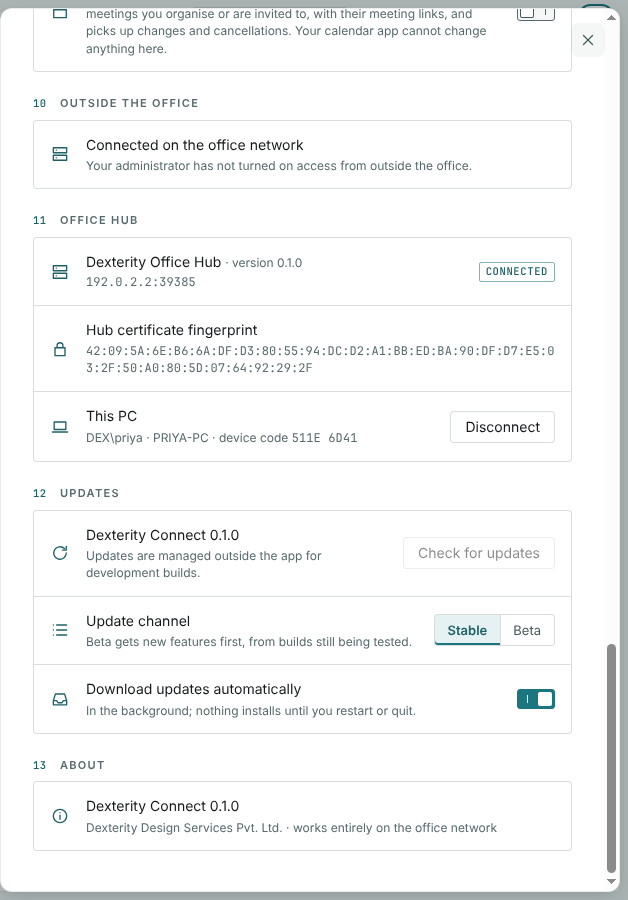 meetings you organise or are invited to, with their meeting links, and
picks up changes and cancellations. Your calendar app cannot change
anything here.
10 OUTSIDE THE OFFICE
Connected on the office network
Your administrator has not turned on access from outside the office.
11 OFFICE HUB
Dexterity Office Hub · version 0.1.0
192.0.2.2:39385
CONNECTED
Hub certificate fingerprint
42:09:5A:6E:B6:6A:DF:D3:80:55:94:DC:D2:A1:BB:ED:BA:90:DF:D7:E5:0
3:2F:50:A0:80:5D:07:64:92:29:2F
This PC
DEX\priya · PRIYA-PC · device code 511E 6D41
Disconnect
12 UPDATES
Dexterity Connect 0.1.0
Updates are managed outside the app for
development builds.
Check for updates
Update channel
Beta gets new features first, from builds still being tested.
Stable Beta
Download updates automatically
In the background; nothing installs until you restart or quit.
13 ABOUT
Dexterity Connect 0.1.0
Dexterity Design Services Pvt. Ltd. · works entirely on the office network